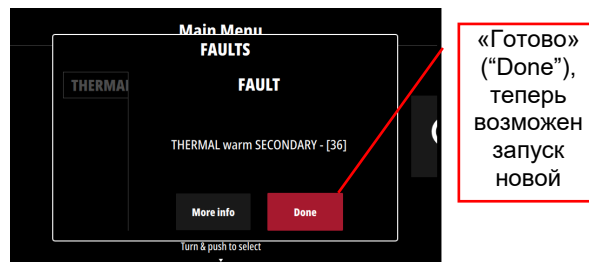 Main Menu
FAULTS
THERMAL
FAULT
THERMAL warm SECONDARY - [36]
More info
Done
Turn & push to select
«Готово»
(“Done”),
теперь
возможен
запуск
новой